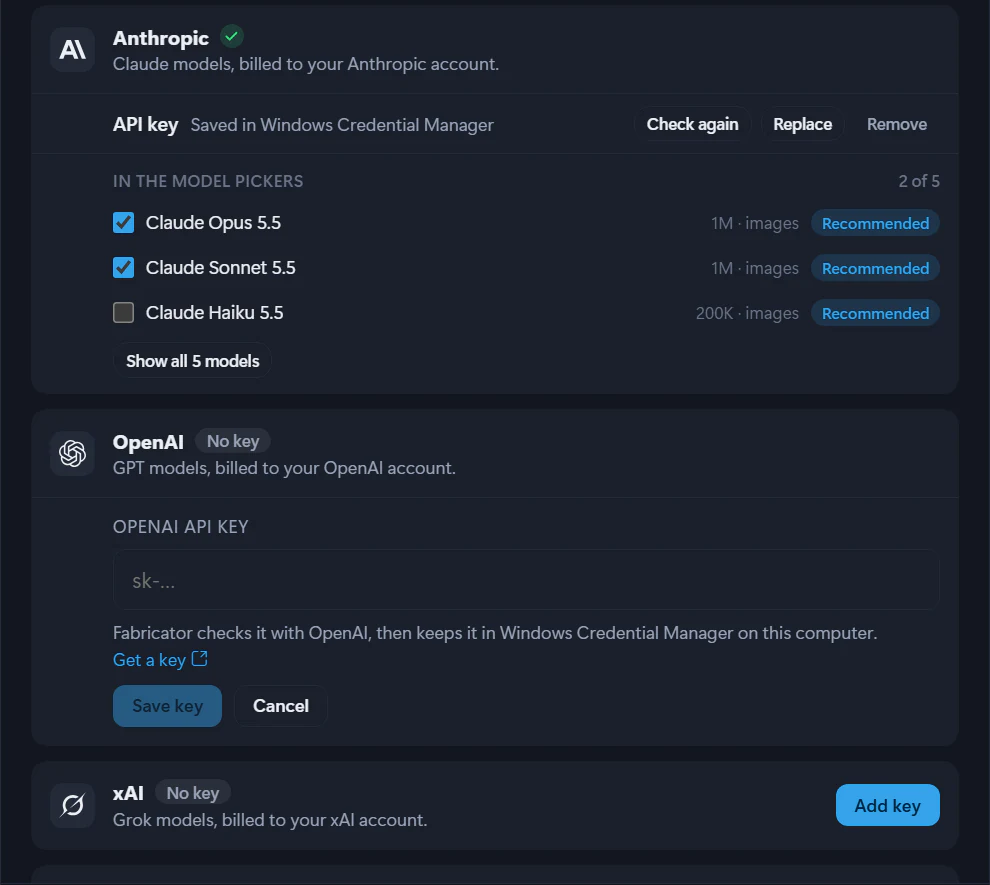 Anthropic
Claude models, billed to your Anthropic account.
API key Saved in Windows Credential Manager Check again Replace Remove
IN THE MODEL PICKERS 2 of 5
Claude Opus 5.5 1M · images Recommended
Claude Sonnet 5.5 1M · images Recommended
Claude Haiku 5.5 200K · images Recommended
Show all 5 models
OpenAI No key
GPT models, billed to your OpenAI account.
OPENAI API KEY
sk-...
Fabricator checks it with OpenAI, then keeps it in Windows Credential Manager on this computer.
Get a key
Save key Cancel
xAI No key
Grok models, billed to your xAI account.
Add key